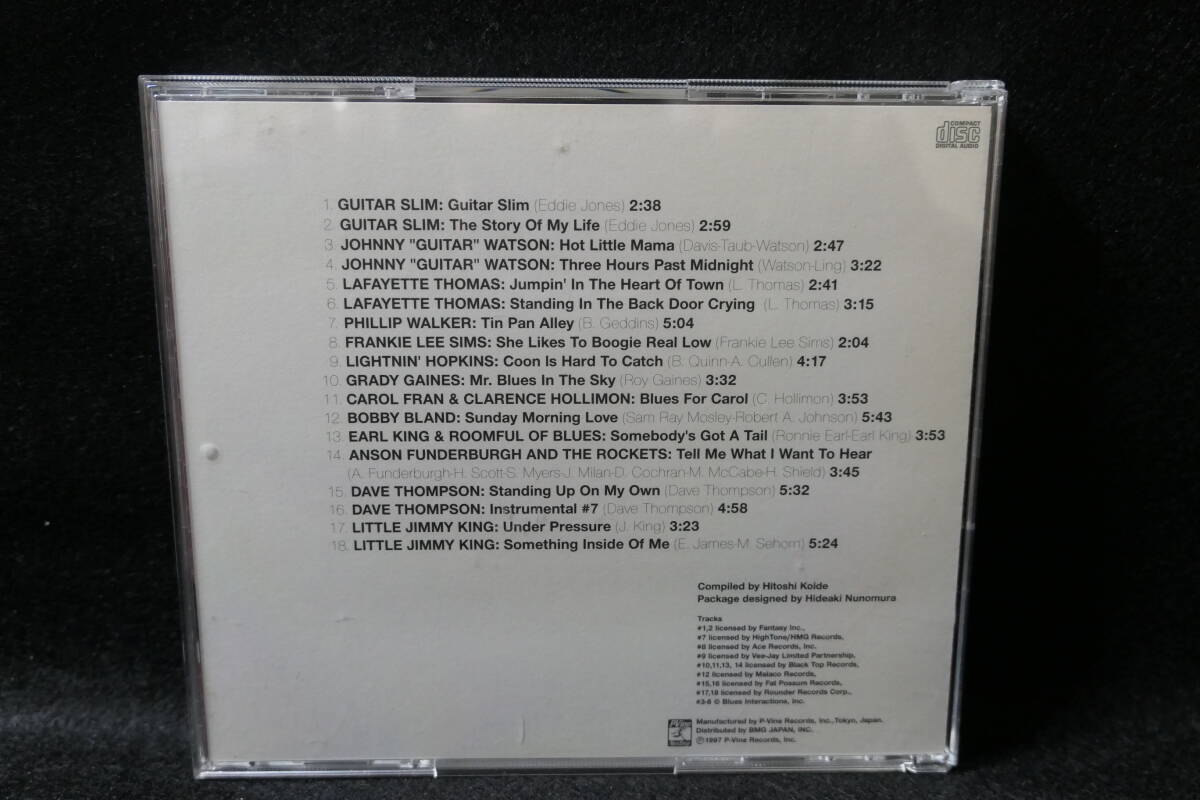 COMPACT
disc
DIGITAL AUDIO
1. GUITAR SLIM: Guitar Slim (Eddie Jones) 2:38
2. GUITAR SLIM: The Story Of My Life (Eddie Jones) 2:59
3. JOHNNY "GUITAR" WATSON: Hot Little Mama (Davis-Taub-Watson) 2:47
4. JOHNNY "GUITAR" WATSON: Three Hours Past Midnight (Watson-Ling) 3:22
5. LAFAYETTE THOMAS: Jumpin' In The Heart Of Town (L. Thomas) 2:41
6. LAFAYETTE THOMAS: Standing In The Back Door Crying (L. Thomas) 3:15
7. PHILLIP WALKER: Tin Pan Alley (B. Geddins) 5:04
8. FRANKIE LEE SIMS: She Likes To Boogie Real Low (Frankie Lee Sims) 2:04
9. LIGHTNIN' HOPKINS: Coon Is Hard To Catch (B. Quinn-A. Cullen) 4:17
10. GRADY GAINES: Mr. Blues In The Sky (Roy Gaines) 3:32
11. CAROL FRAN & CLARENCE HOLLIMON: Blues For Carol (C. Hollimon) 3:53
12. BOBBY BLAND: Sunday Morning Love (Sam Ray Mosley-Robert A. Johnson) 5:43
13. EARL KING & ROOMFUL OF BLUES: Somebody's Got A Tail (Ronnie Earl-Earl King) 3:53
14. ANSON FUNDERBURGH AND THE ROCKETS: Tell Me What I Want To Hear
(A. Funderburgh-H. Scott-S. Myers-J. Milan-D. Cochran-M. McCabe-H. Shield) 3:45
15. DAVE THOMPSON: Standing Up On My Own (Dave Thompson) 5:32
16. DAVE THOMPSON: Instrumental #7 (Dave Thompson) 4:58
17. LITTLE JIMMY KING: Under Pressure (J. King) 3:23
18. LITTLE JIMMY KING: Something Inside Of Me (E. James-M. Sehorn) 5:24
Compiled by Hitoshi Koide
Package designed by Hideaki Nunomura
Tracks
#1,2 licensed by Fantasy Inc.,
#7 licensed by HighTone/HMG Records,
#8 licensed by Ace Records, Inc.
#9 licensed by Vee-Jay Limited Partnership,
#10,11,13, 14 licensed by Black Top Records,
#12 licensed by Malaco Records,
#15,16 licensed by Fat Possum Records,
#17,18 licensed by Rounder Records Corp.,
#3-6 © Blues Interactions, Inc.
Manufactured by P-Vine Records, Inc., Tokyo, Japan.
Distributed by BMG JAPAN, INC.
℗1997 P-Vine Records, Inc.